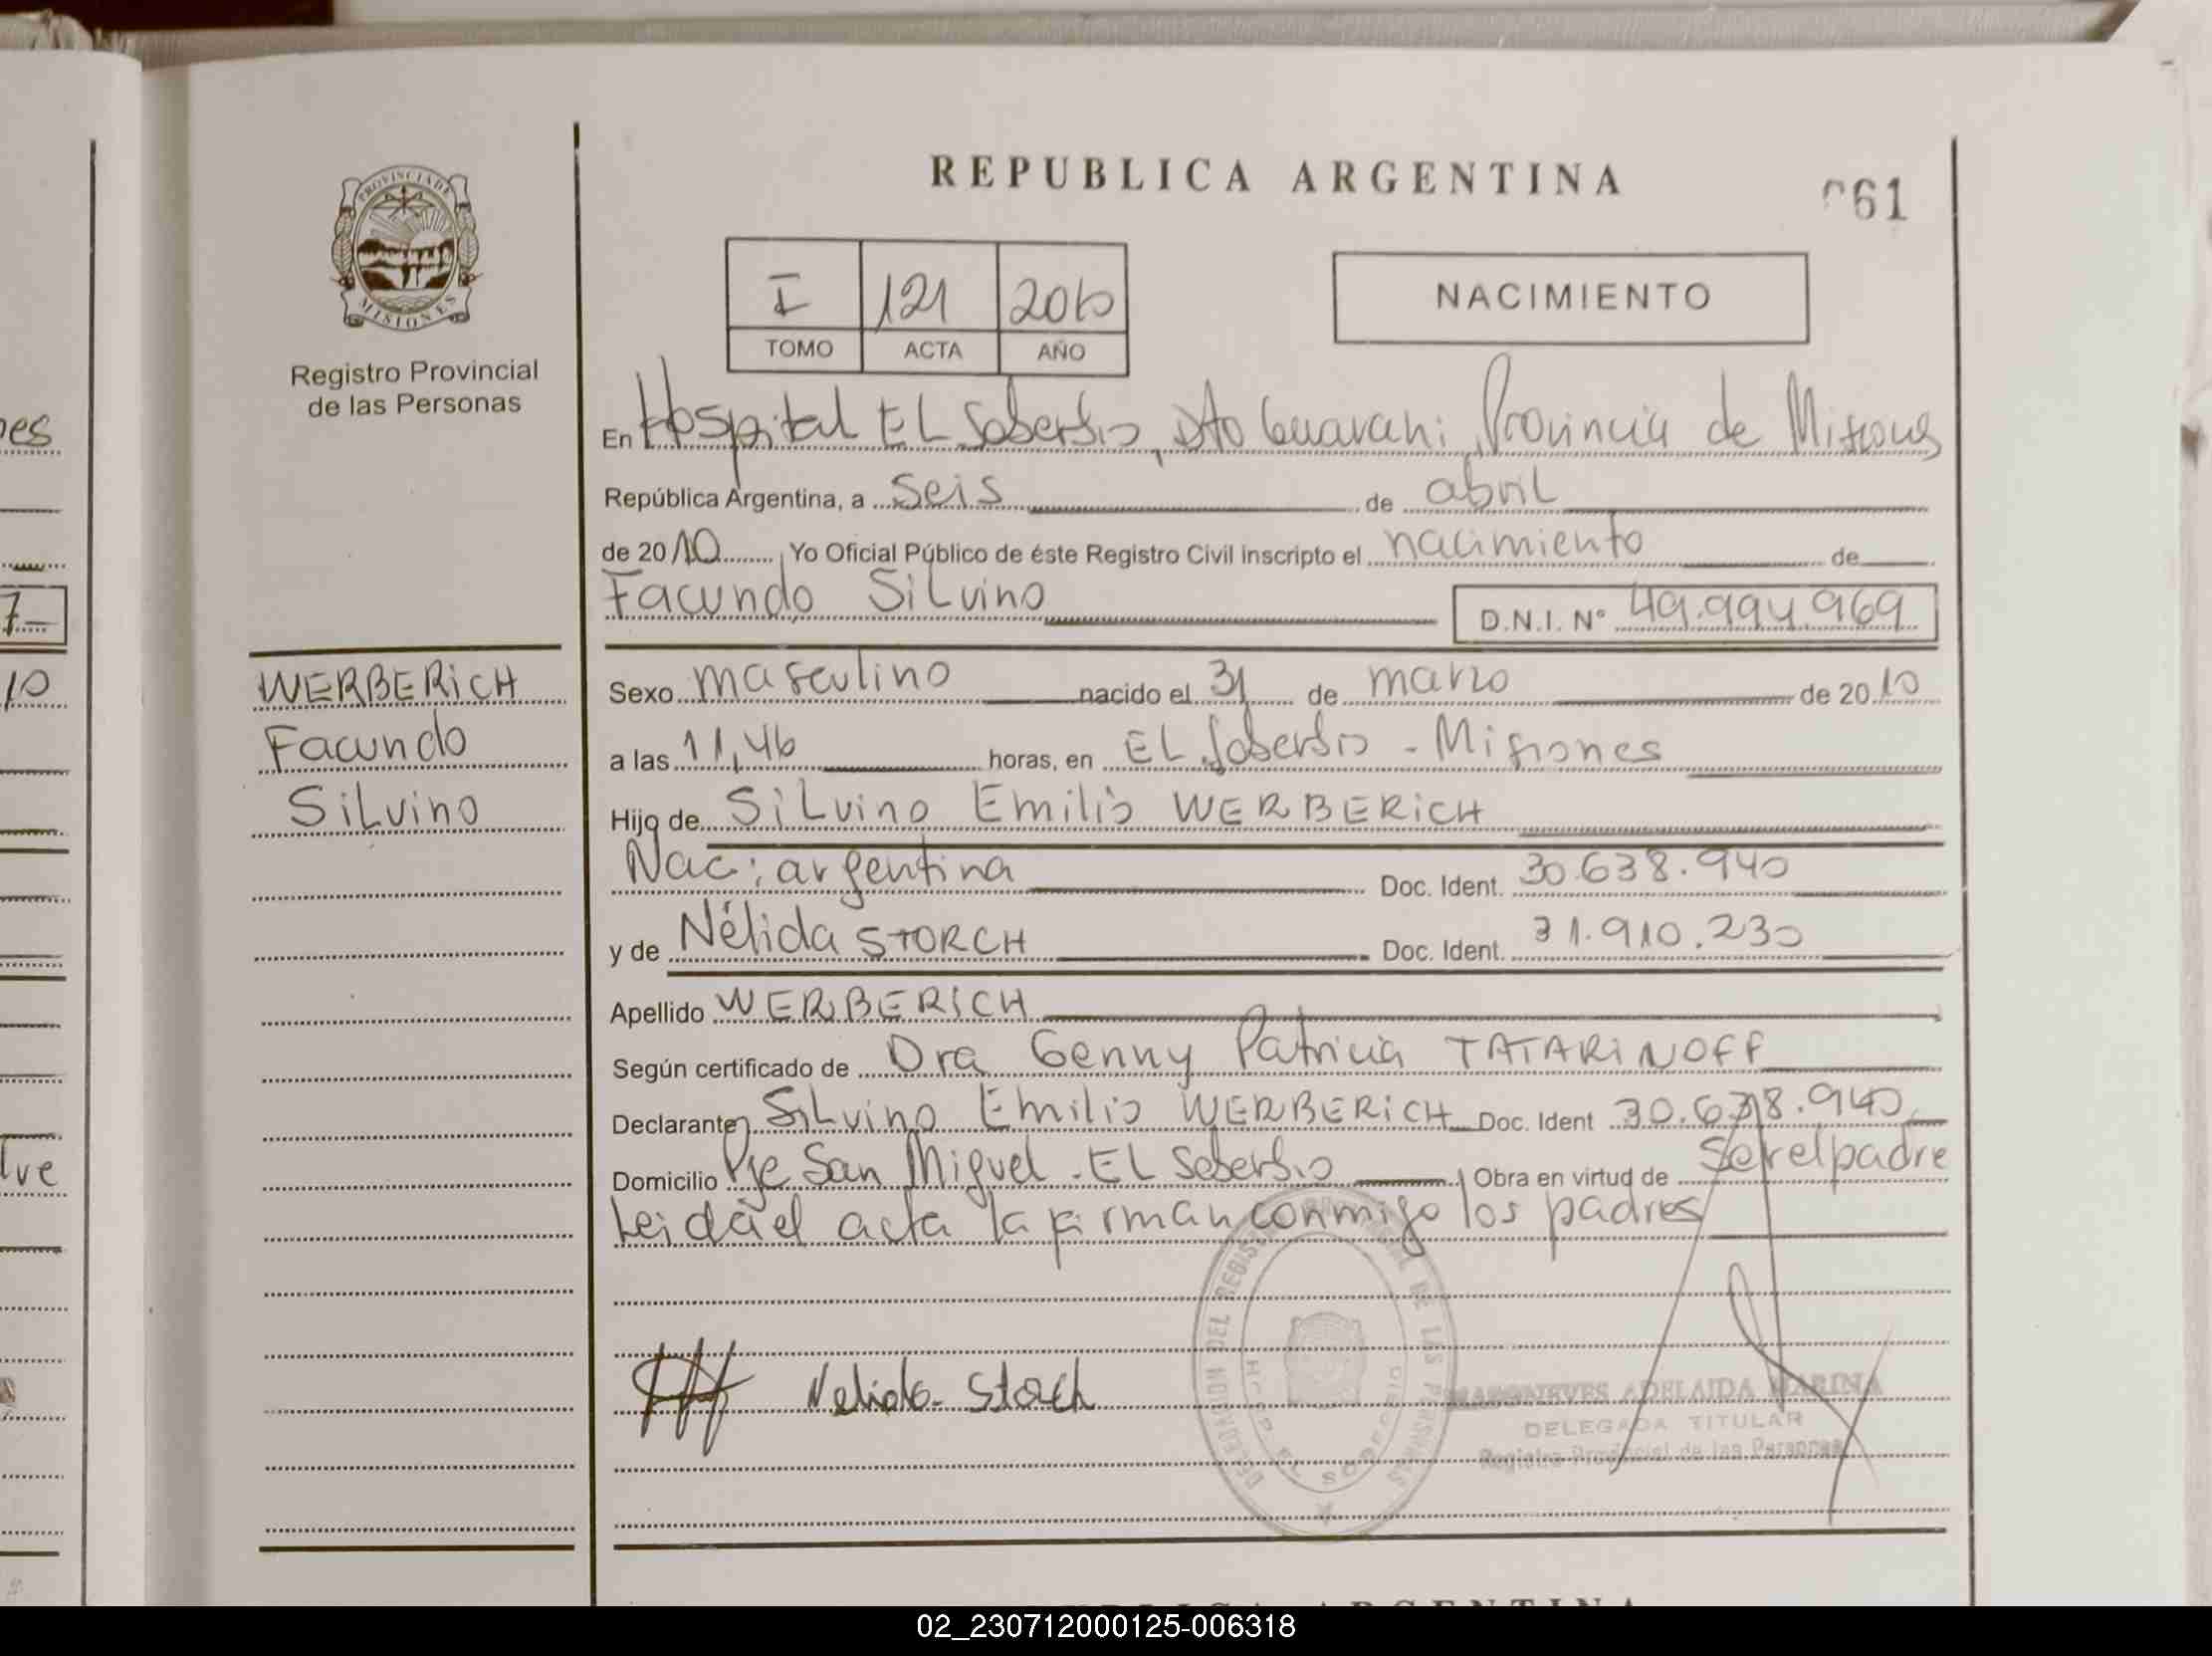 REPUBLICA ARGENTINA
061
PROVINCIA DE MISIONES
Registro Provincial
de las Personas
I 121 2010
TOMO ACTA AÑO
NACIMIENTO
En Hospital EL Soberbio, Dto Guarani, Provincia de Misiones
República Argentina, a seis de abril
de 2010 Yo Oficial Público de éste Registro Civil inscripto el nacimiento de
Facundo Silvino D.N.I. Nº 49.994.969
WERBERICH
Facundo
Silvino
Sexo masculino nacido el 31 de marzo de 2010
a las 11,46 horas, en EL Soberbio - Misiones
Hijo de Silvino Emilio WERBERICH
Nac: argentina Doc. Ident. 30.638.940
y de Nélida STORCH Doc. Ident. 31.910.230
Apellido WERBERICH
Según certificado de Dra Genny Patricia TATARINOFF
Declarante Silvino Emilio WERBERICH Doc. Ident 30.638.940
Domicilio Pje San Miguel - EL Soberbio Obra en virtud de ser el padre
Leida el acta la firman conmigo los padres
Nelida Storch
ADELAIDA MARINA
DELEGADA TITULAR
Registro Provincial de las Personas
02_230712000125-006318